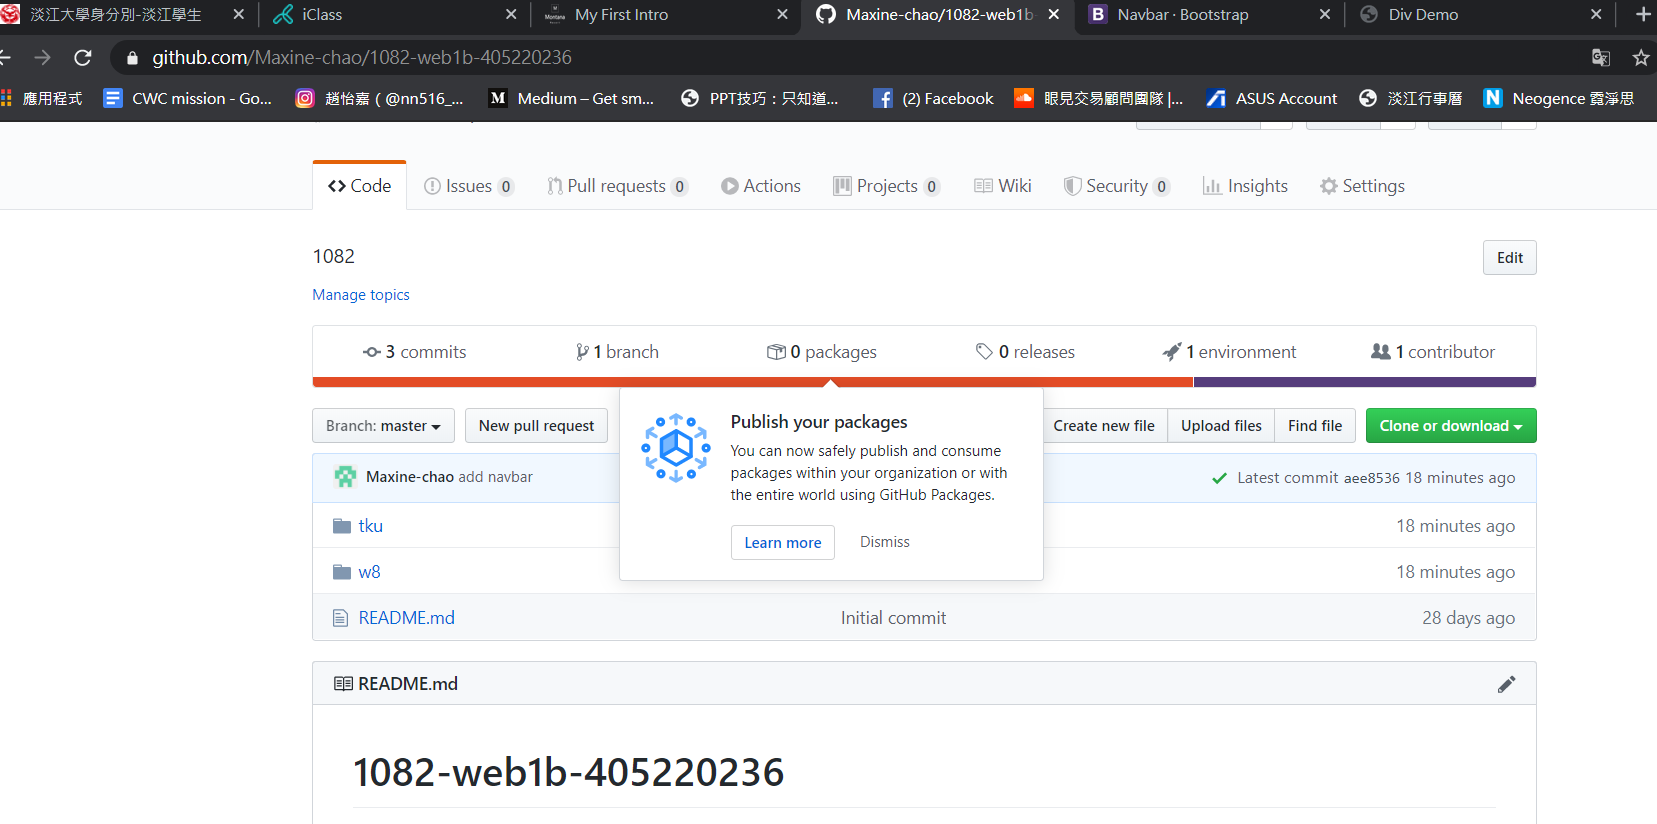 淡江大學身分別-淡江學生
iClass
Montana
My First Intro
Maxine-chao/1082-web1b-
B Navbar · Bootstrap
Div Demo
github.com/Maxine-chao/1082-web1b-405220236
應用程式
CWC mission - Go...
趙怡嘉 ( @nn516_...
M Medium – Get sm...
PPT技巧：只知道...
(2) Facebook
眼見交易顧問團隊 |...
ASUS Account
淡江行事曆
N Neogence 霓淨思
Code
Issues 0
Pull requests 0
Actions
Projects 0
Wiki
Security 0
Insights
Settings
1082
Edit
Manage topics
3 commits
1 branch
0 packages
0 releases
1 environment
1 contributor
Branch: master
New pull request
Create new file
Upload files
Find file
Clone or download
Publish your packages
You can now safely publish and consume
packages within your organization or with
the entire world using GitHub Packages.
Learn more
Dismiss
Maxine-chao add navbar
Latest commit aee8536 18 minutes ago
tku
18 minutes ago
w8
18 minutes ago
README.md
Initial commit
28 days ago
README.md
1082-web1b-405220236